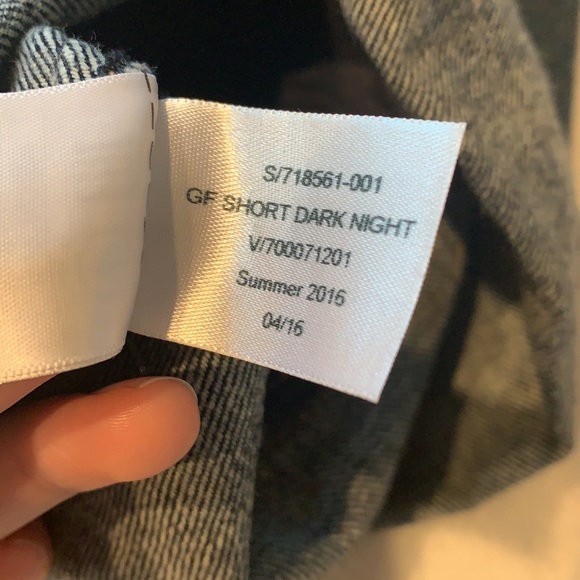 S/718561-001
GF SHORT DARK NIGHT
V/700071201
Summer 2016
04/16